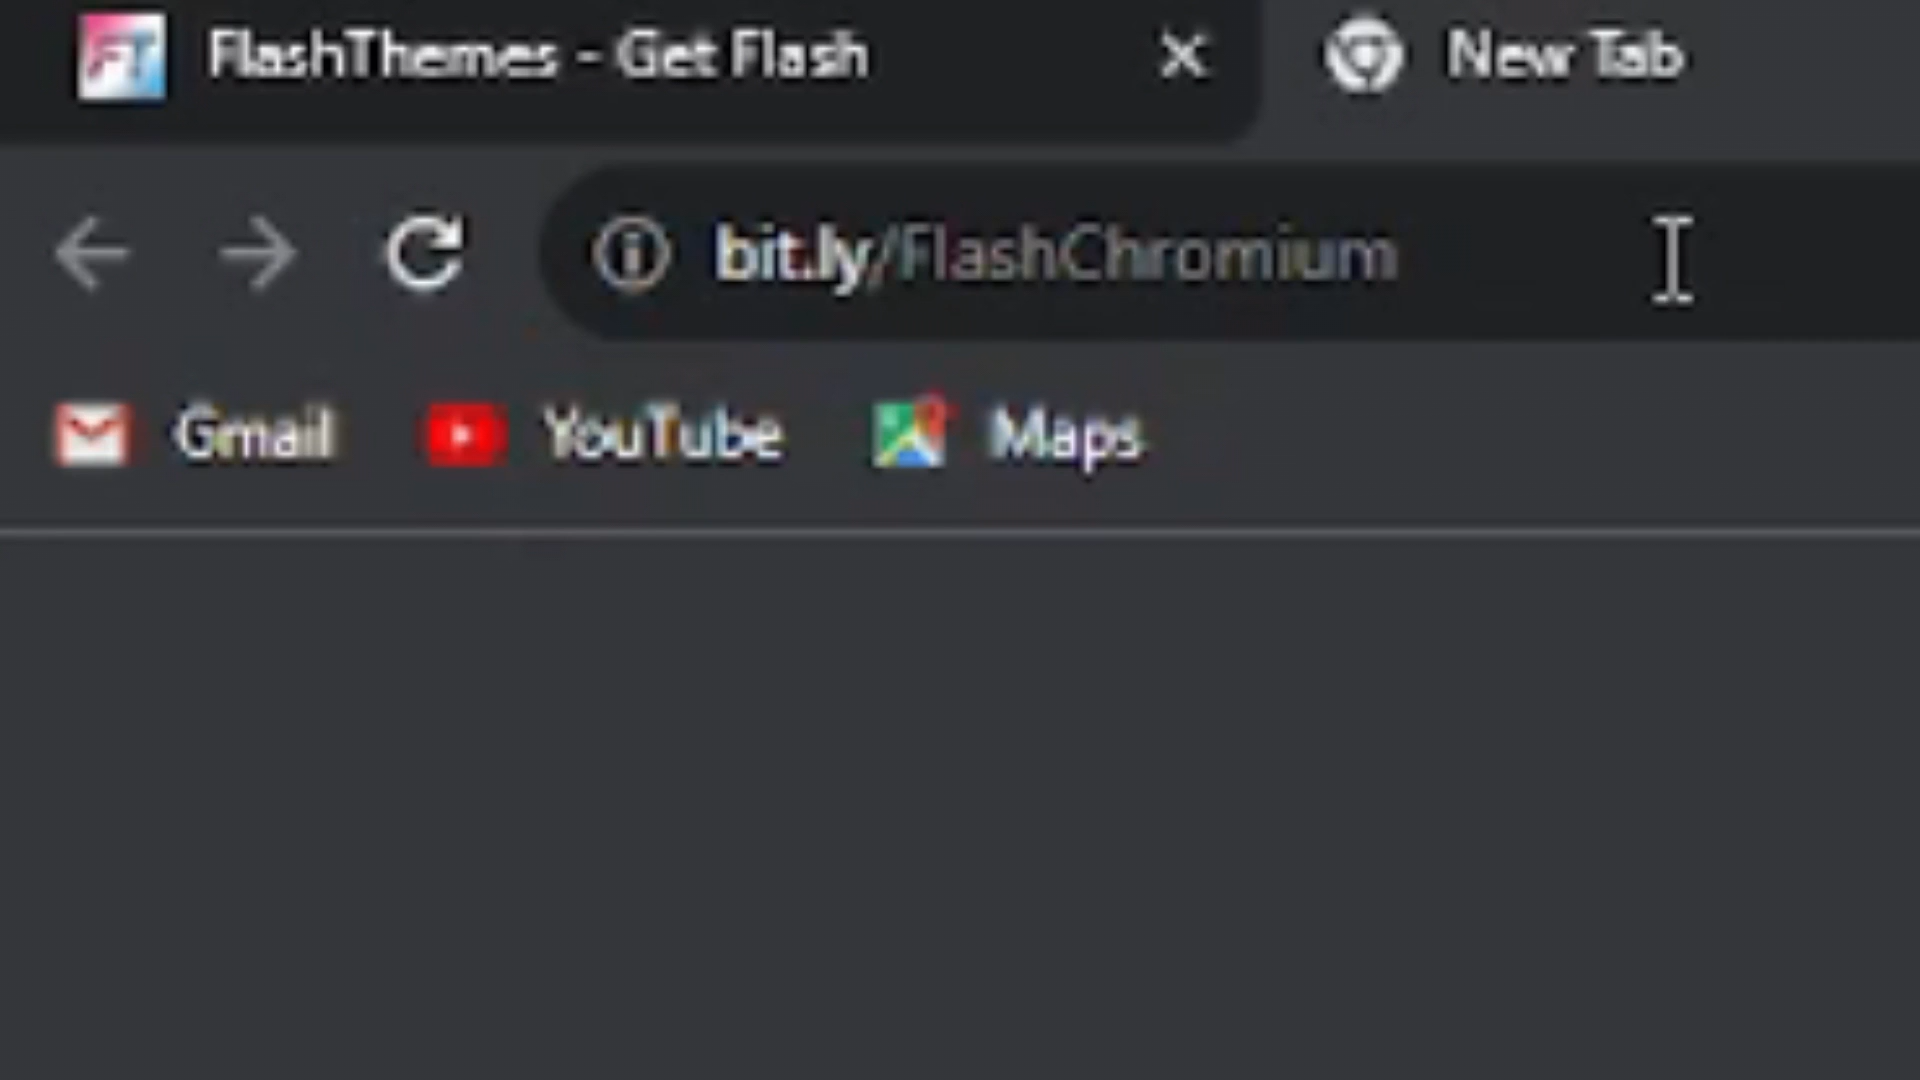 FT FlashThemes - Get Flash New Tab
bit.ly/FlashChromium
Gmail YouTube Maps